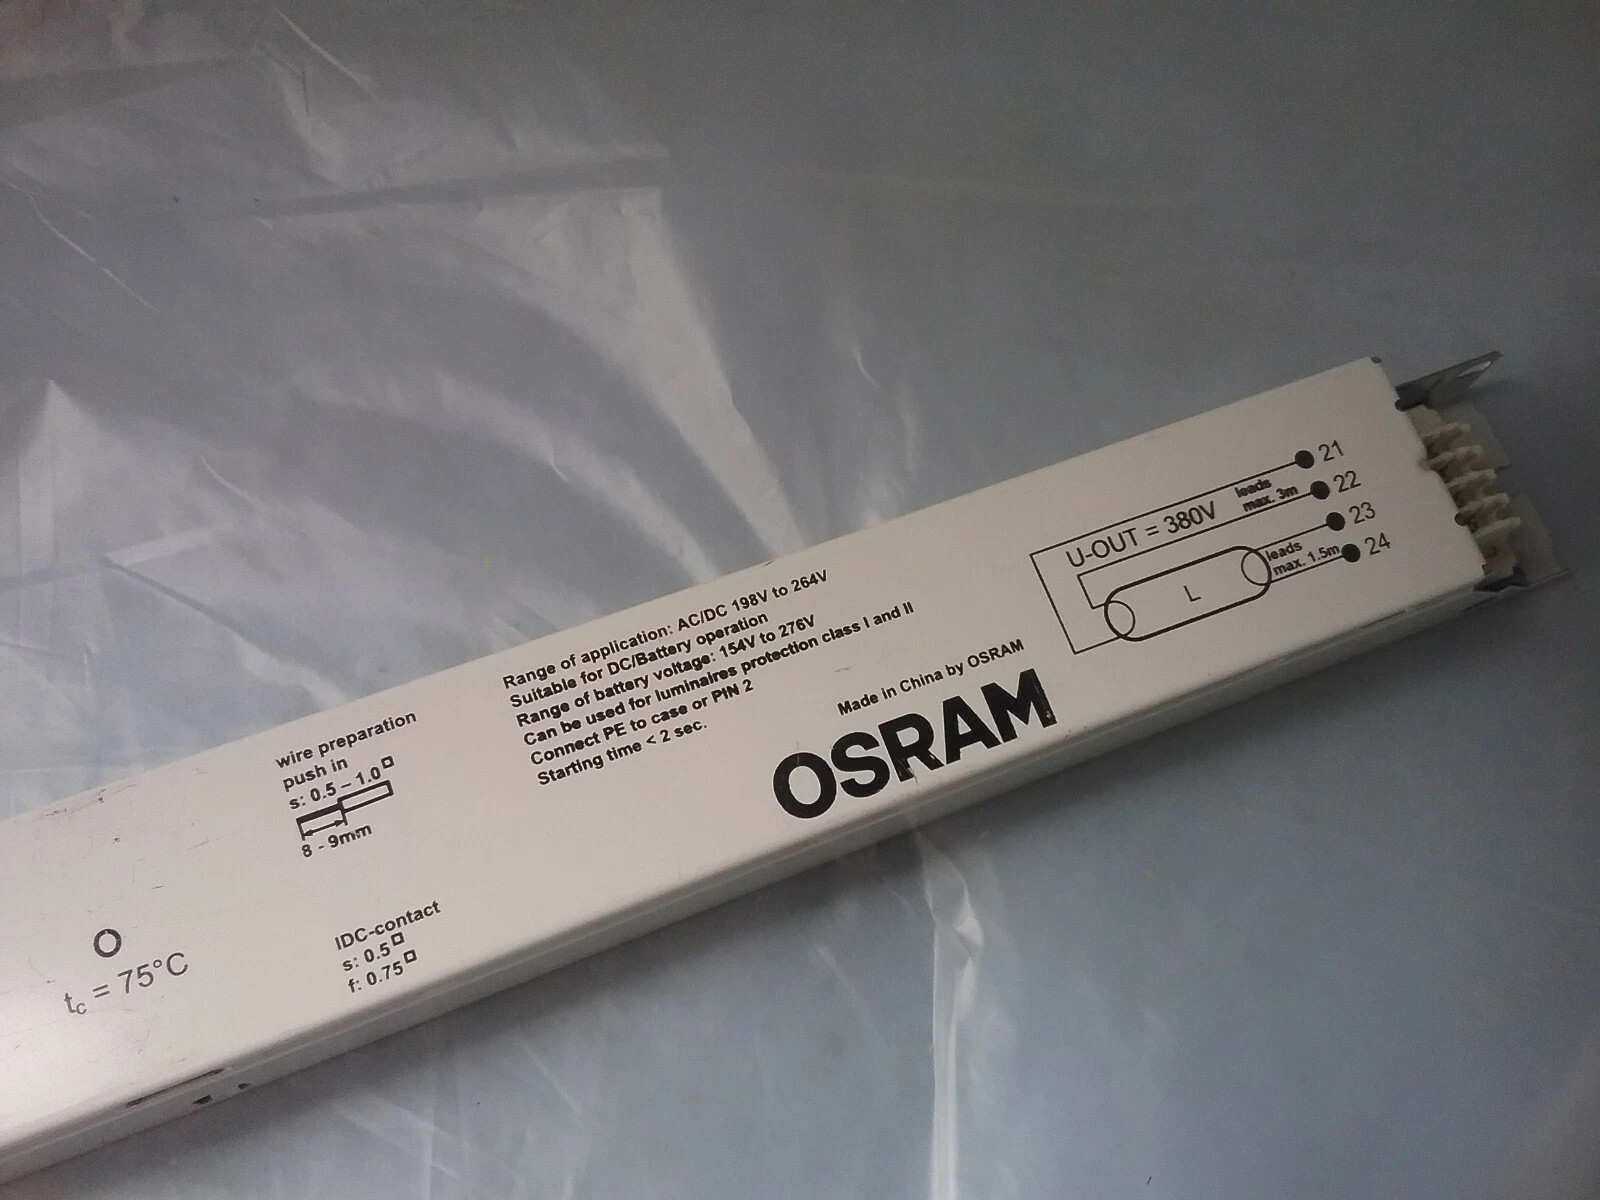 wire preparation
push in
s: 0.5 – 1.0
8 - 9mm
IDC-contact
s: 0.5
f: 0.75
tc = 75°C
Range of application: AC/DC 198V to 264V
Suitable for DC/Battery operation
Range of battery voltage: 154V to 276V
Can be used for luminaires protection class I and II
Connect PE to case or PIN 2
Starting time < 2 sec.
Made in China by OSRAM
OSRAM
U-OUT = 380V
leads
max. 3m
leads
max. 1.5m
L
21
22
23
24